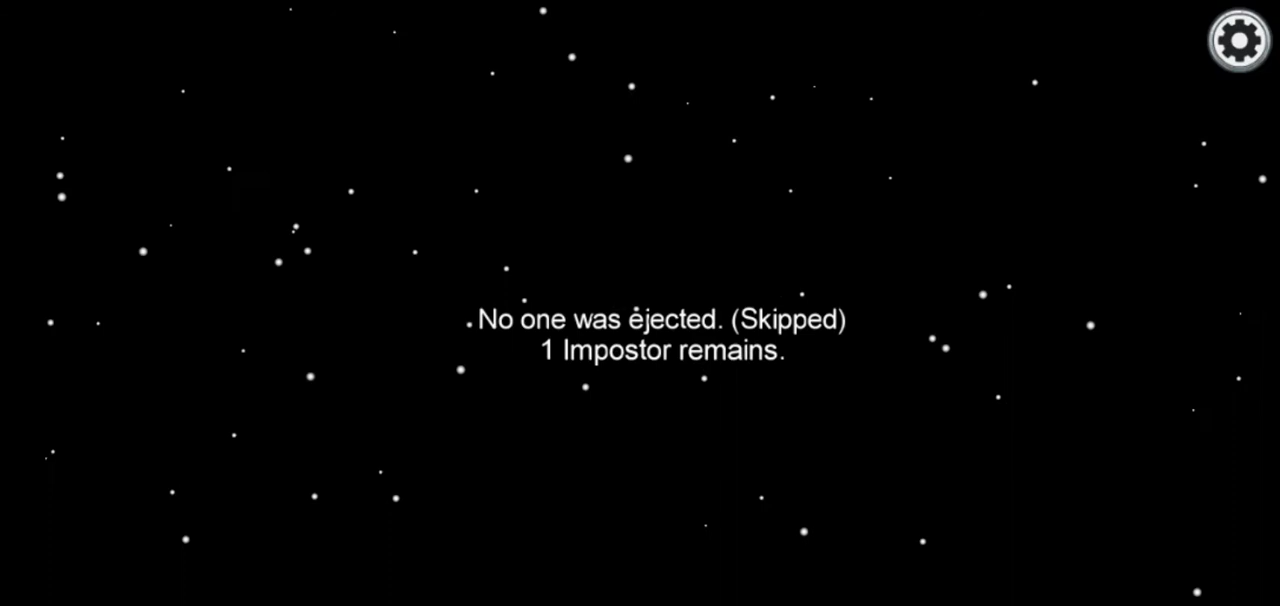 No one was ejected. (Skipped)
1 Impostor remains.